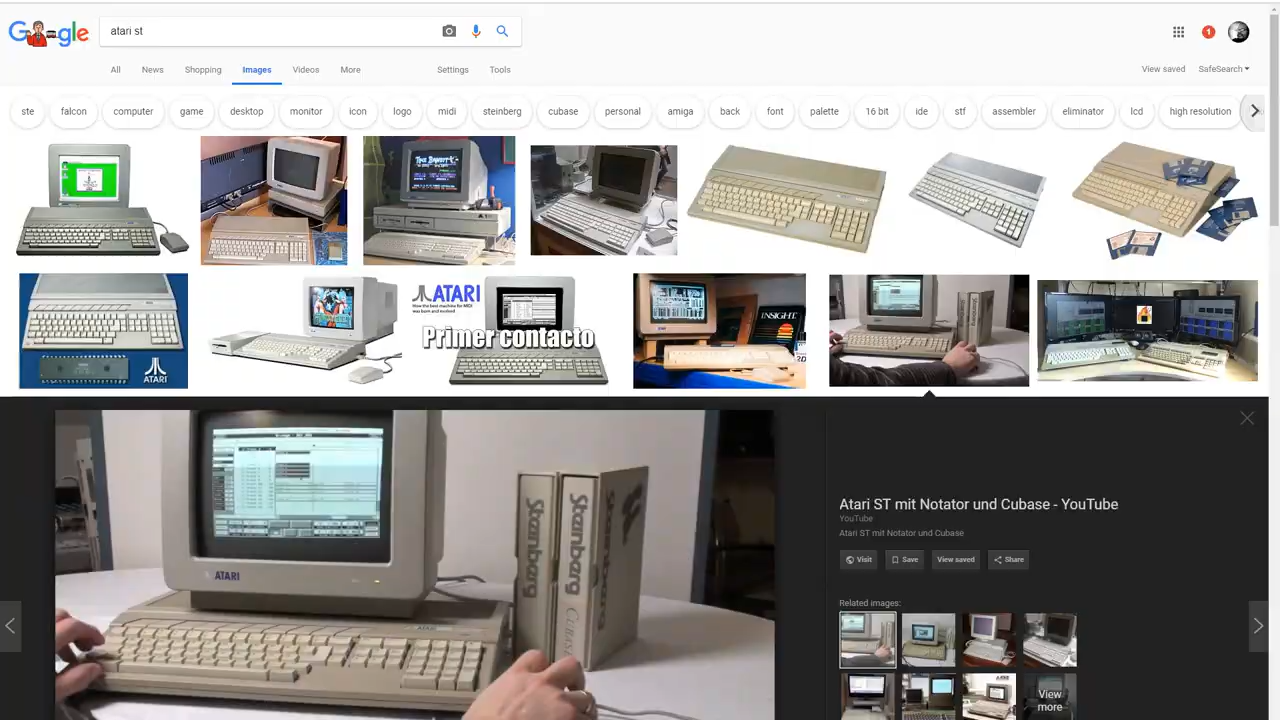 Google
atari st
1
All News Shopping Images Videos More Settings Tools
View saved SafeSearch
ste falcon computer game desktop monitor icon logo midi steinberg cubase personal amiga back font palette 16 bit ide stf assembler eliminator lcd high resolution
TIME BANDIT
ATARI
Primer contacto
INSIGHT
ATARI
Atari ST mit Notator und Cubase - YouTube
YouTube
Atari ST mit Notator und Cubase
Visit Save View saved Share
Related images:
View
more
ATARI
Steinberg
Steinberg
CUBASE